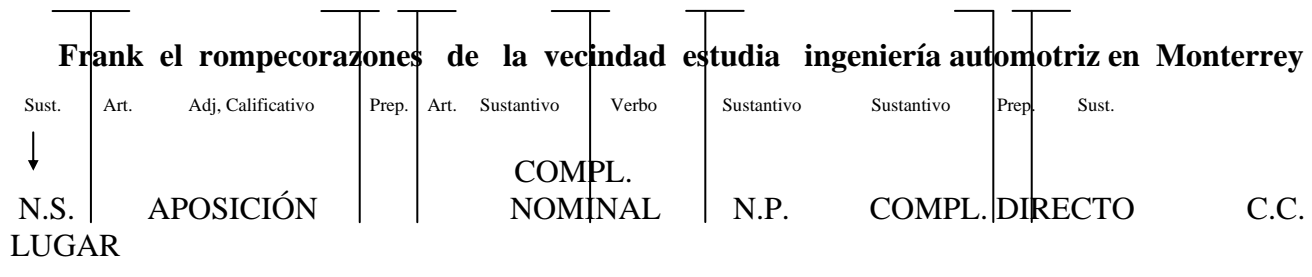 Frank el rompecorazones de la vecindad estudia ingeniería automotriz en Monterrey
Sust. Art. Adj, Calificativo Prep. Art. Sustantivo Verbo Sustantivo Sustantivo Prep. Sust.
COMPL.
N.S. APOSICIÓN NOMINAL N.P. COMPL. DIRECTO C.C.
LUGAR